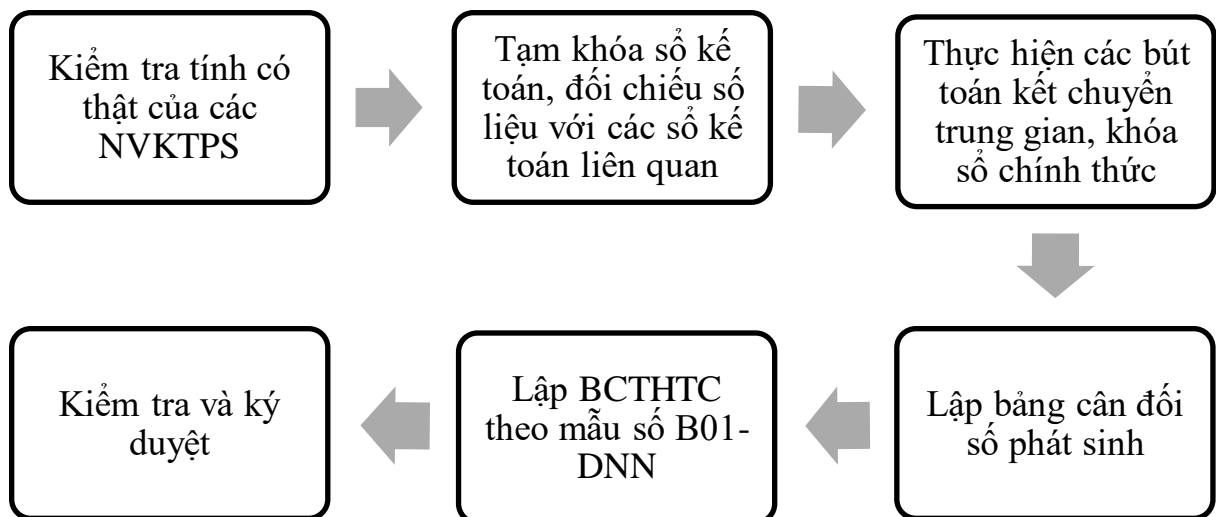 Kiểm tra tính có
thật của các
NVKTPS
Tạm khóa sổ kế
toán, đối chiếu số
liệu với các sổ kế
toán liên quan
Thực hiện các bút
toán kết chuyển
trung gian, khóa
sổ chính thức
Lập bảng cân đối
số phát sinh
Lập BCTHTC
theo mẫu số B01-
DNN
Kiểm tra và ký
duyệt